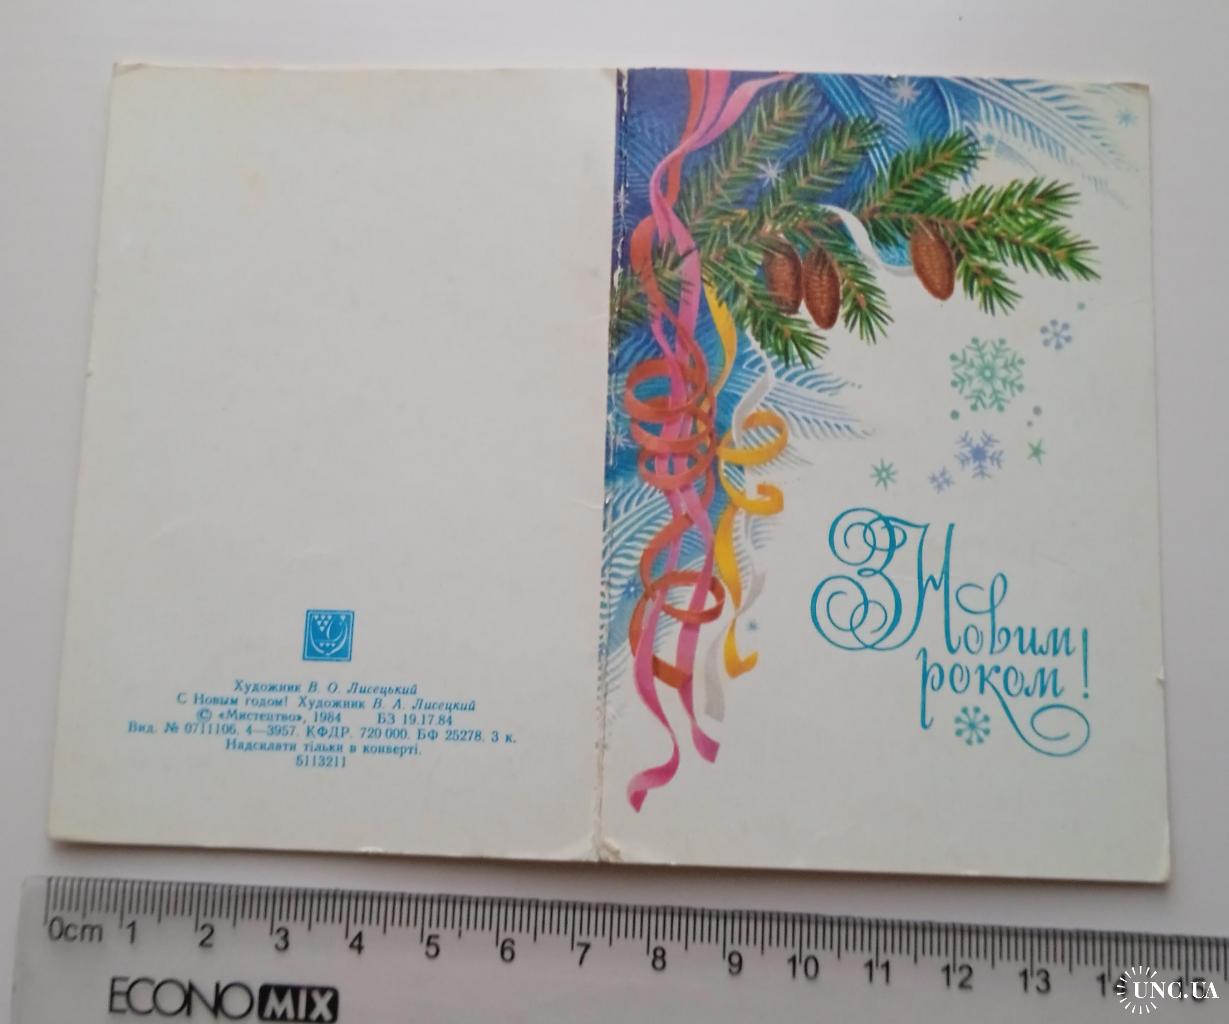 З Новим
роком!
Художник В. О. Лисецький
С Новым годом! Художник В. А. Лисецкий
© «Мистецтво», 1984 БЗ 19.17.84
Вид. № 0711106. 4—3957. КФДР. 720 000. БФ 25278. 3 к.
Надсилати тільки в конверті.
5113211
0cm 1 2 3 4 5 6 7 8 9 10 11 12 13 14 15
ECONOMIX
UNC.UA